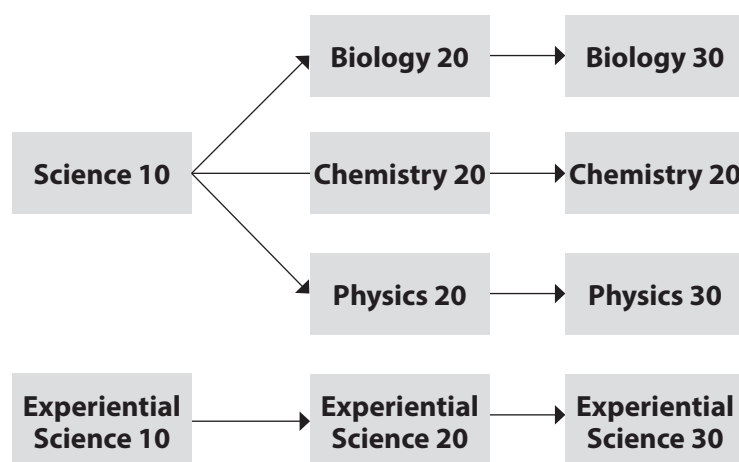 Biology 20
Biology 30
Science 10
Chemistry 20
Chemistry 20
Physics 20
Physics 30
Experiential
Science 10
Experiential
Science 20
Experiential
Science 30